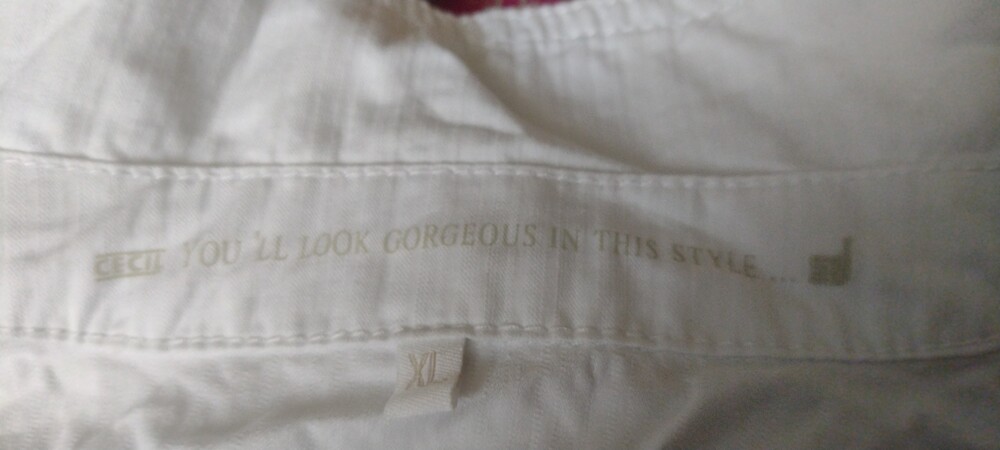 CECIL YOU 'LL LOOK GORGEOUS IN THIS STYLE ....
XL